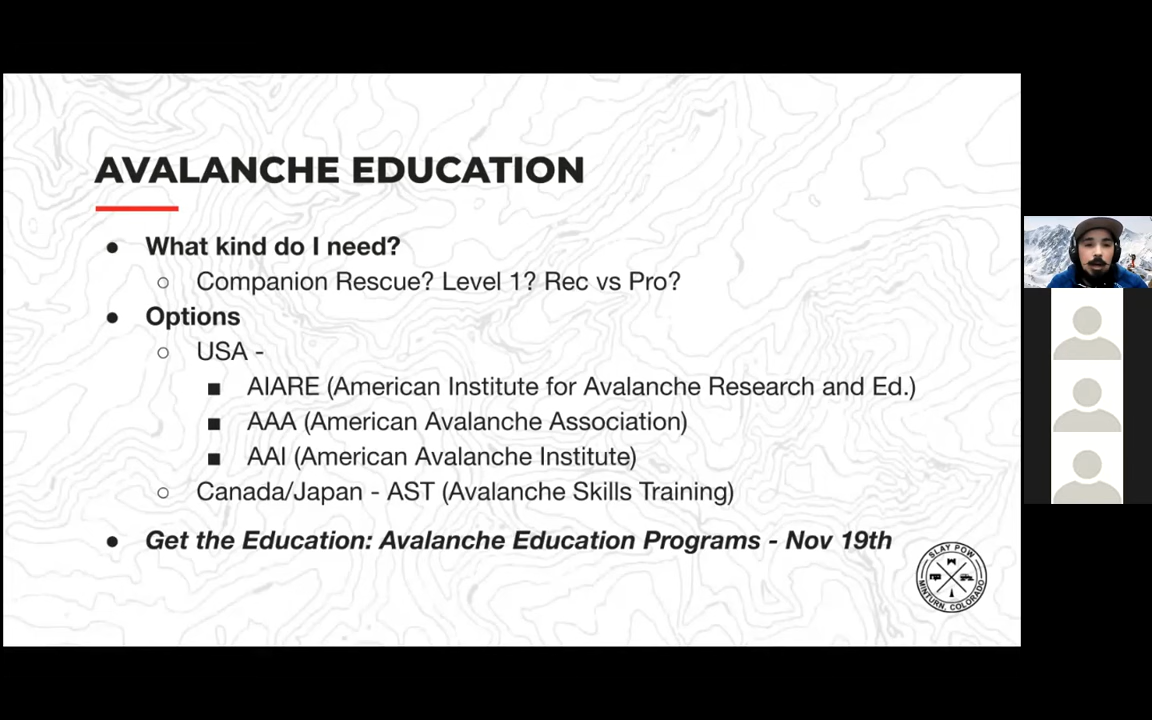 AVALANCHE EDUCATION
● What kind do I need?
○ Companion Rescue? Level 1? Rec vs Pro?
● Options
○ USA -
■ AIARE (American Institute for Avalanche Research and Ed.)
■ AAA (American Avalanche Association)
■ AAI (American Avalanche Institute)
○ Canada/Japan - AST (Avalanche Skills Training)
● Get the Education: Avalanche Education Programs - Nov 19th
SLAY POW
MINTURN, COLORADO